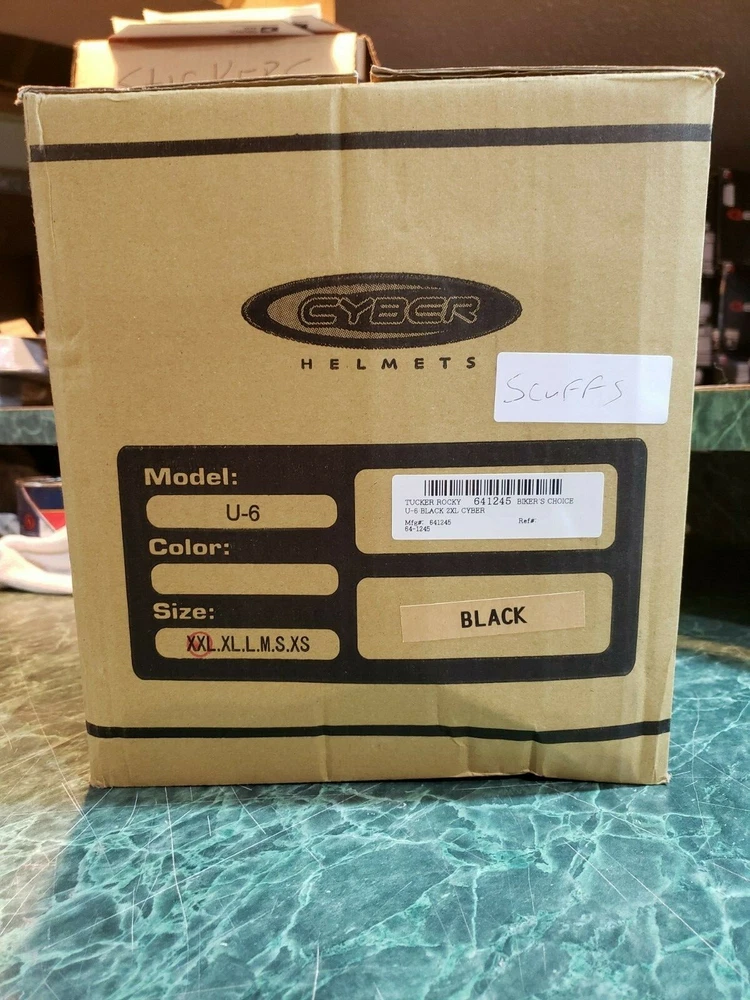 STICKERS
CYBER
HELMETS
SCUFFS
Model:
U-6
Color:
Size:
XXL.XL.L.M.S.XS
TUCKER ROCKY 641245 BIKER'S CHOICE
U-6 BLACK 2XL CYBER
Mfg#: 641245 Ref#:
64-1245
BLACK